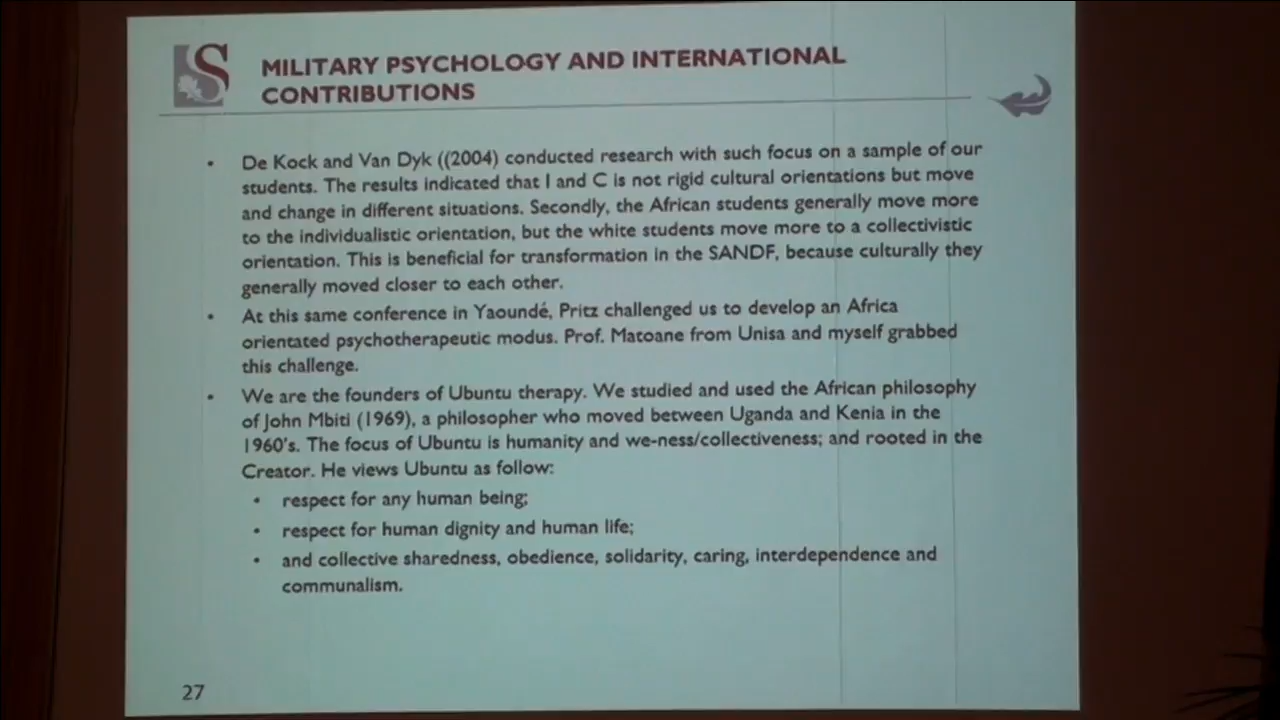 MILITARY PSYCHOLOGY AND INTERNATIONAL
CONTRIBUTIONS
• De Kock and Van Dyk ((2004) conducted research with such focus on a sample of our
students. The results indicated that I and C is not rigid cultural orientations but move
and change in different situations. Secondly, the African students generally move more
to the individualistic orientation, but the white students move more to a collectivistic
orientation. This is beneficial for transformation in the SANDF, because culturally they
generally moved closer to each other.
• At this same conference in Yaoundé, Pritz challenged us to develop an Africa
orientated psychotherapeutic modus. Prof. Matoane from Unisa and myself grabbed
this challenge.
• We are the founders of Ubuntu therapy. We studied and used the African philosophy
of John Mbiti (1969), a philosopher who moved between Uganda and Kenia in the
1960's. The focus of Ubuntu is humanity and we-ness/collectiveness; and rooted in the
Creator. He views Ubuntu as follow:
• respect for any human being;
• respect for human dignity and human life;
• and collective sharedness, obedience, solidarity, caring, interdependence and
communalism.
27